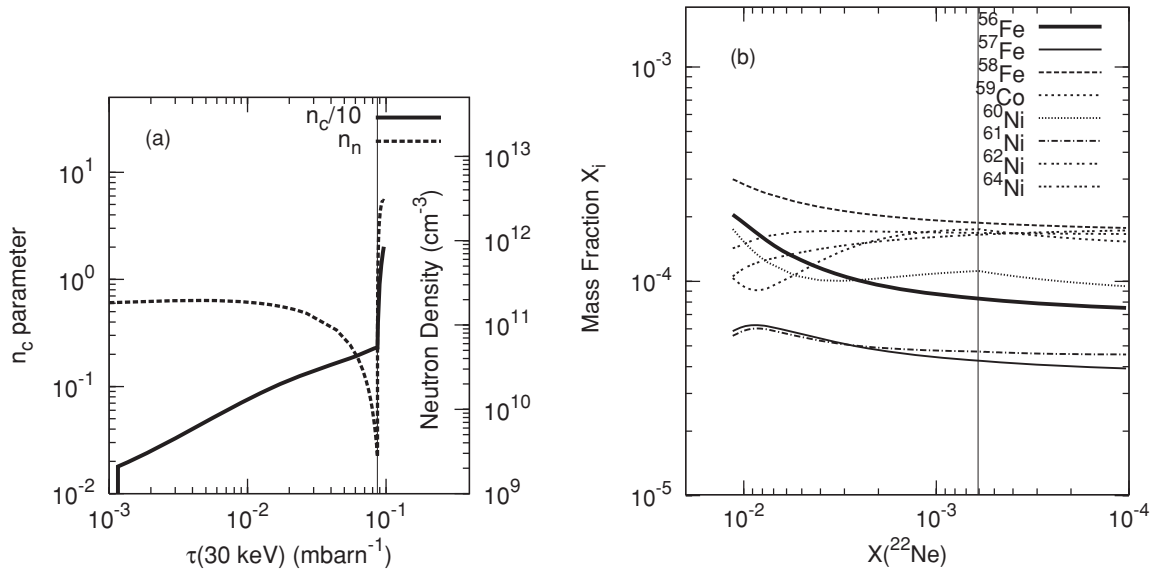 (a)
n_c/10
n_n
10^1
10^0
10^-1
10^-2
n_c parameter
10^13
10^12
10^11
10^10
10^9
Neutron Density (cm^-3)
10^-3
10^-2
10^-1
τ(30 keV) (mbarn^-1)
(b)
^56Fe
^57Fe
^58Fe
^59Co
^60Ni
^61Ni
^62Ni
^64Ni
10^-3
10^-4
10^-5
Mass Fraction X_i
10^-2
10^-3
10^-4
X(^22Ne)